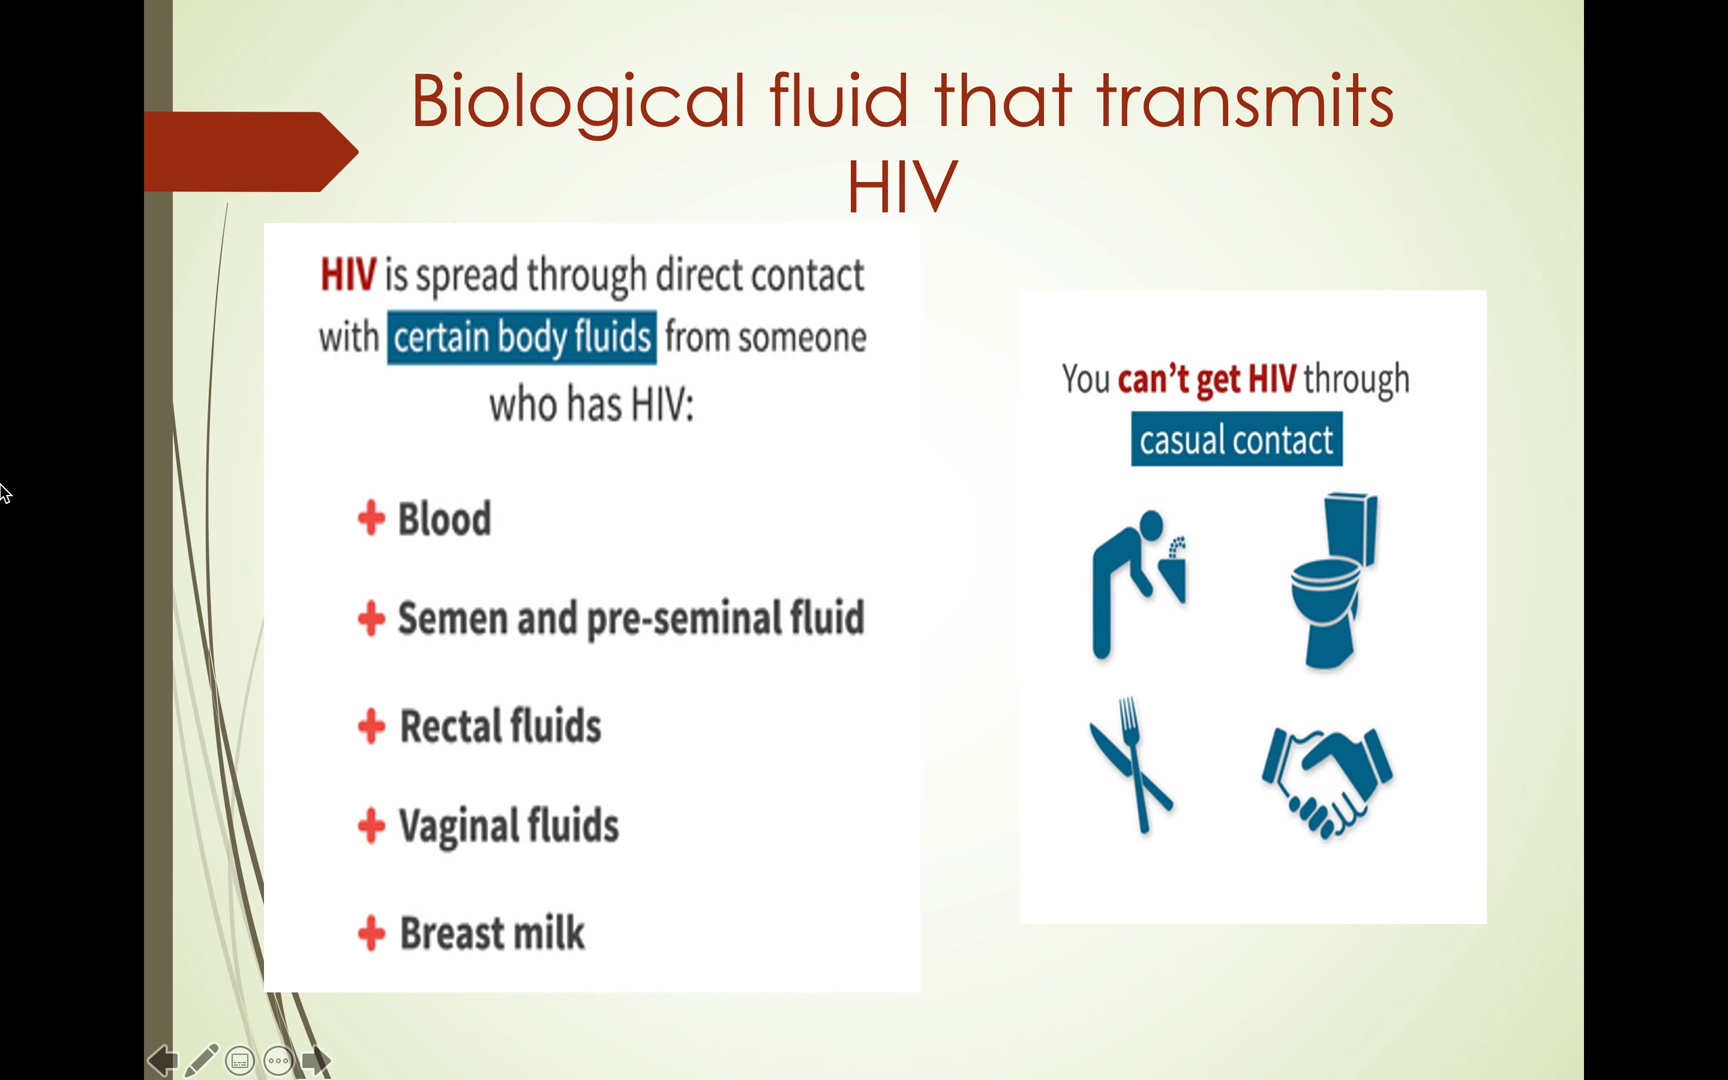 Biological fluid that transmits
HIV
HIV is spread through direct contact
with certain body fluids from someone
who has HIV:
Blood
Semen and pre-seminal fluid
Rectal fluids
Vaginal fluids
Breast milk
You can't get HIV through
casual contact